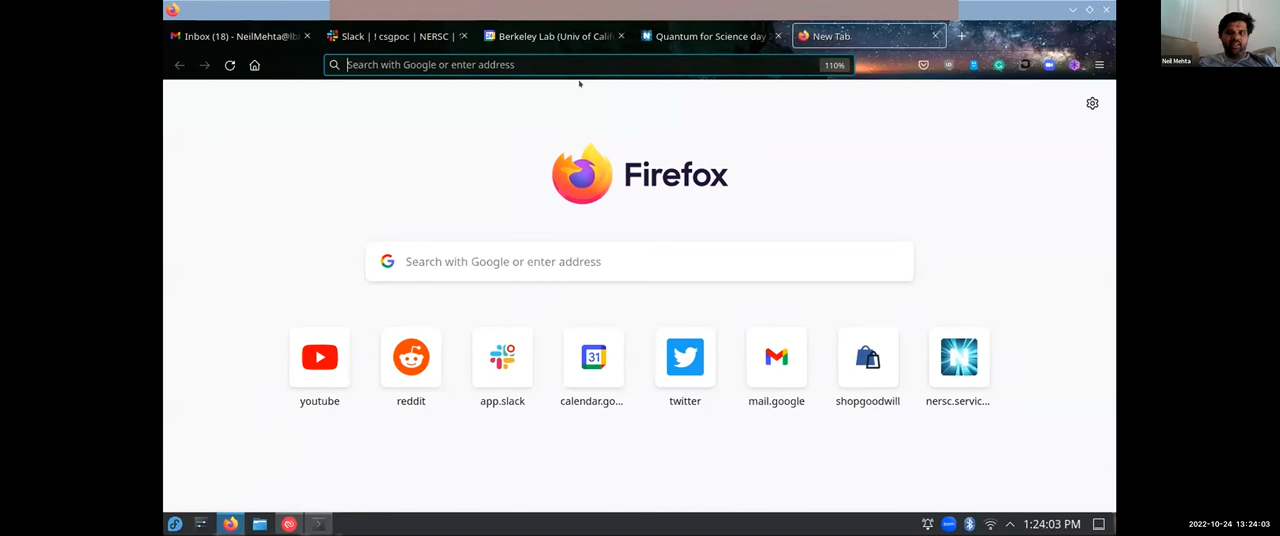 Inbox (18) - NeilMehta@lb
Slack | ! csgpoc | NERSC |
Berkeley Lab (Univ of Calif
Quantum for Science day
New Tab
Search with Google or enter address
110%
Neil Mehta
Firefox
Search with Google or enter address
youtube
reddit
app.slack
31
calendar.go...
twitter
mail.google
shopgoodwill
N
nersc.servic...
zoom
1:24:03 PM
2022-10-24 13:24:03